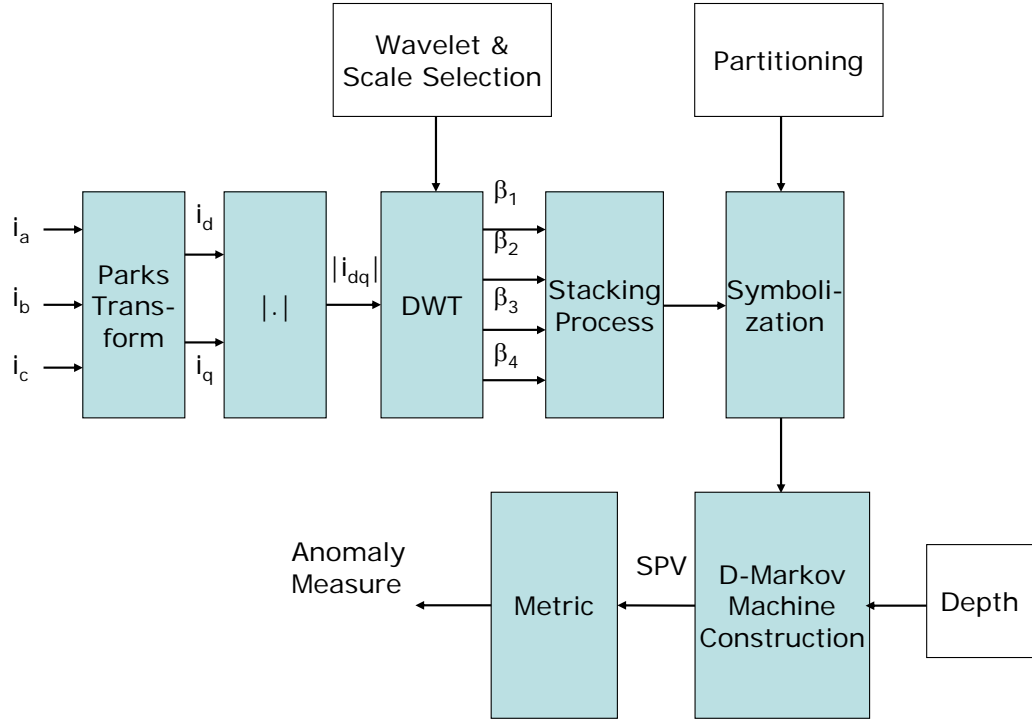 Wavelet &
Scale Selection
Partitioning
i_a
i_b
i_c
Parks
Trans-
form
i_d
i_q
|.|
|i_dq|
DWT
β_1
β_2
β_3
β_4
Stacking
Process
Symboli-
zation
Anomaly
Measure
Metric
SPV
D-Markov
Machine
Construction
Depth